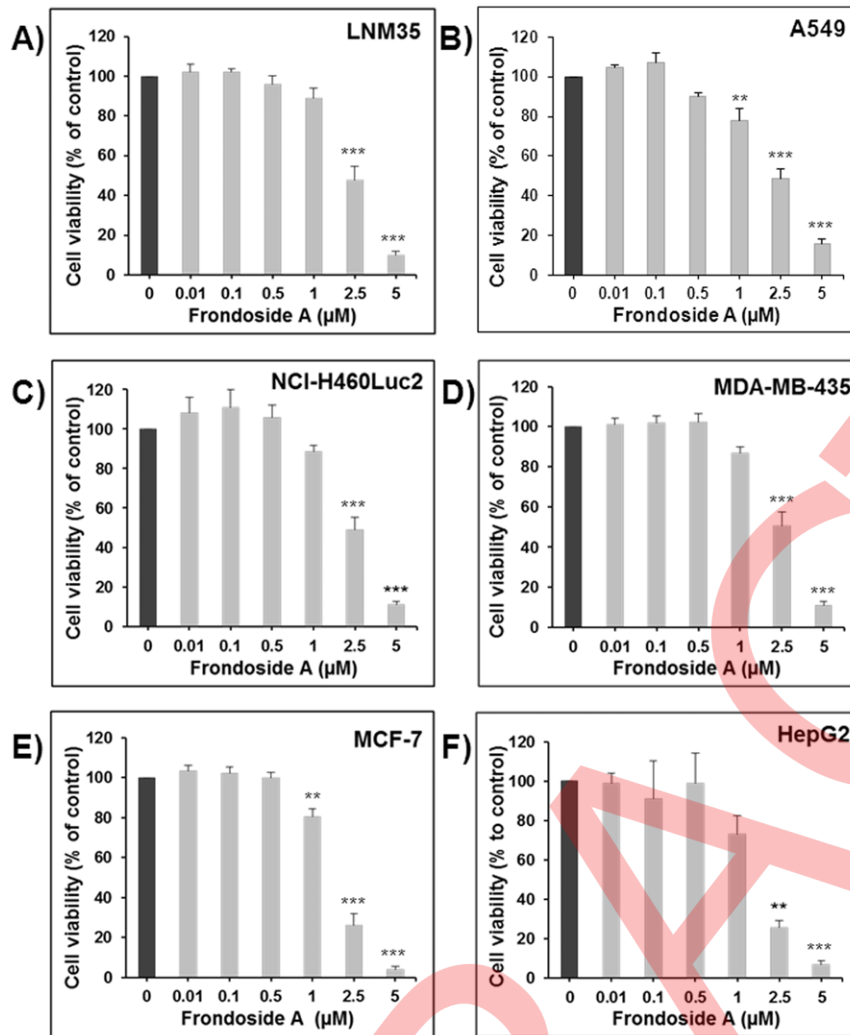 A)
LNM35
Cell viability (% of control)
120
100
80
60
40
20
0
***
***
0 0.01 0.1 0.5 1 2.5 5
Frondoside A (µM)
B)
A549
Cell viability (% of control)
120
100
80
60
40
20
0
**
***
***
0 0.01 0.1 0.5 1 2.5 5
Frondoside A (µM)
C)
NCI-H460Luc2
Cell viability (% of control)
120
100
80
60
40
20
0
***
***
0 0.01 0.1 0.5 1 2.5 5
Frondoside A (µM)
D)
MDA-MB-435
Cell viability (% of control)
120
100
80
60
40
20
0
***
***
0 0.01 0.1 0.5 1 2.5 5
Frondoside A (µM)
E)
MCF-7
Cell viability (% of control)
120
100
80
60
40
20
0
**
***
***
0 0.01 0.1 0.5 1 2.5 5
Frondoside A (µM)
F)
HepG2
Cell viability (% to control)
120
100
80
60
40
20
0
**
***
0 0.01 0.1 0.5 1 2.5 5
Frondoside A (µM)